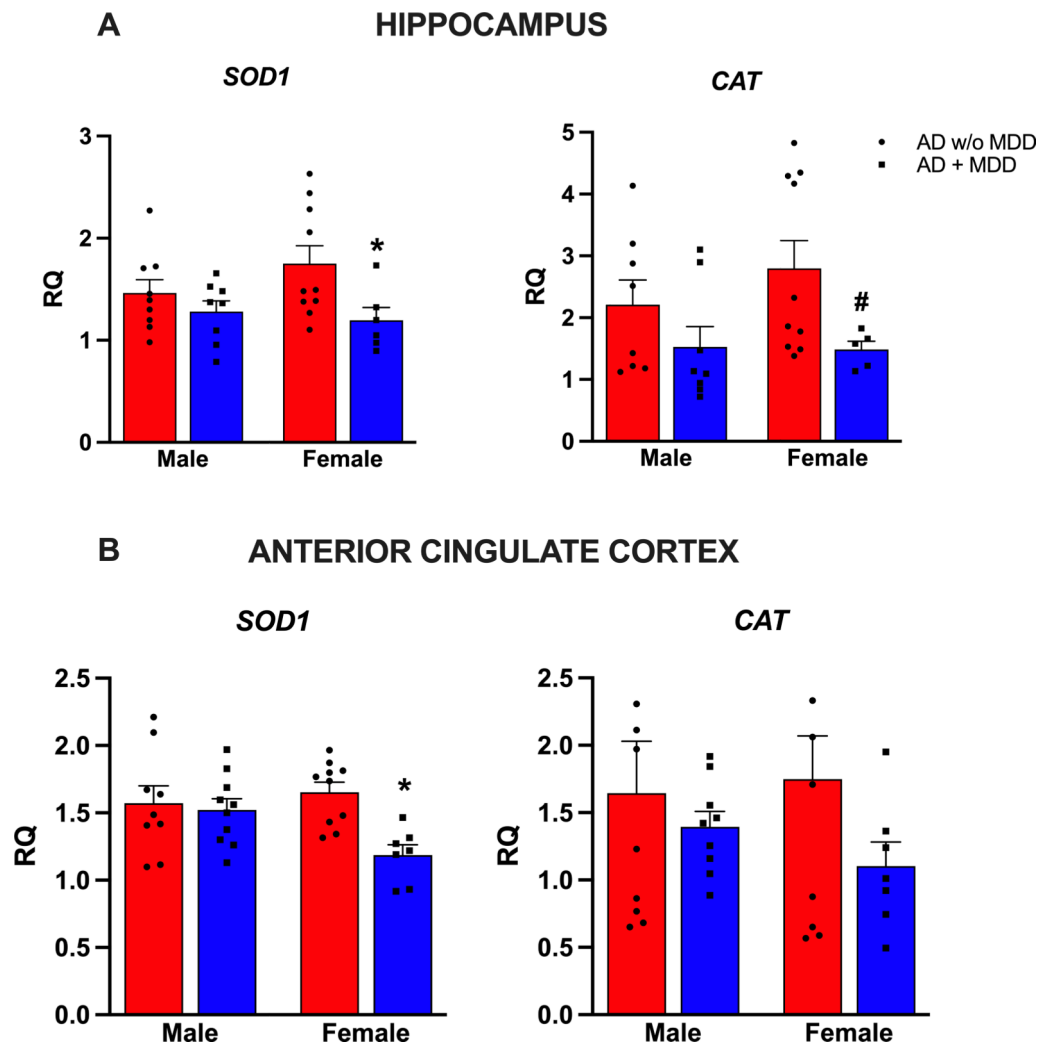 A HIPPOCAMPUS
SOD1
CAT
3
2
1
0
RQ
*
Male Female
5
4
3
2
1
0
RQ
#
Male Female
AD w/o MDD
AD + MDD
B ANTERIOR CINGULATE CORTEX
SOD1
CAT
2.5
2.0
1.5
1.0
0.5
0.0
RQ
*
Male Female
2.5
2.0
1.5
1.0
0.5
0.0
RQ
Male Female